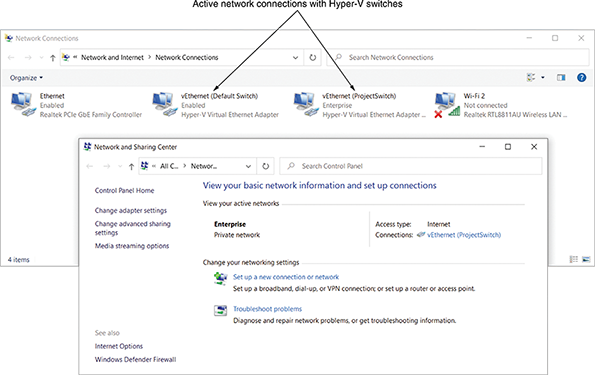 Active network connections with Hyper-V switches
Network Connections
Network and Internet > Network Connections
Search Network Connections
Organize
Ethernet
Enabled
Realtek PCIe GbE Family Controller
vEthernet (Default Switch)
Enabled
Hyper-V Virtual Ethernet Adapter
vEthernet (ProjectSwitch)
Enterprise
Hyper-V Virtual Ethernet Adapter ...
Wi-Fi 2
Not connected
Realtek RTL8811AU Wireless LAN ...
Network and Sharing Center
All C... > Networ...
Search Control Panel
Control Panel Home
Change adapter settings
Change advanced sharing
settings
Media streaming options
View your basic network information and set up connections
View your active networks
Enterprise
Private network
Access type: Internet
Connections: vEthernet (ProjectSwitch)
Change your networking settings
Set up a new connection or network
Set up a broadband, dial-up, or VPN connection; or set up a router or access point.
Troubleshoot problems
Diagnose and repair network problems, or get troubleshooting information.
See also
Internet Options
Windows Defender Firewall
4 items